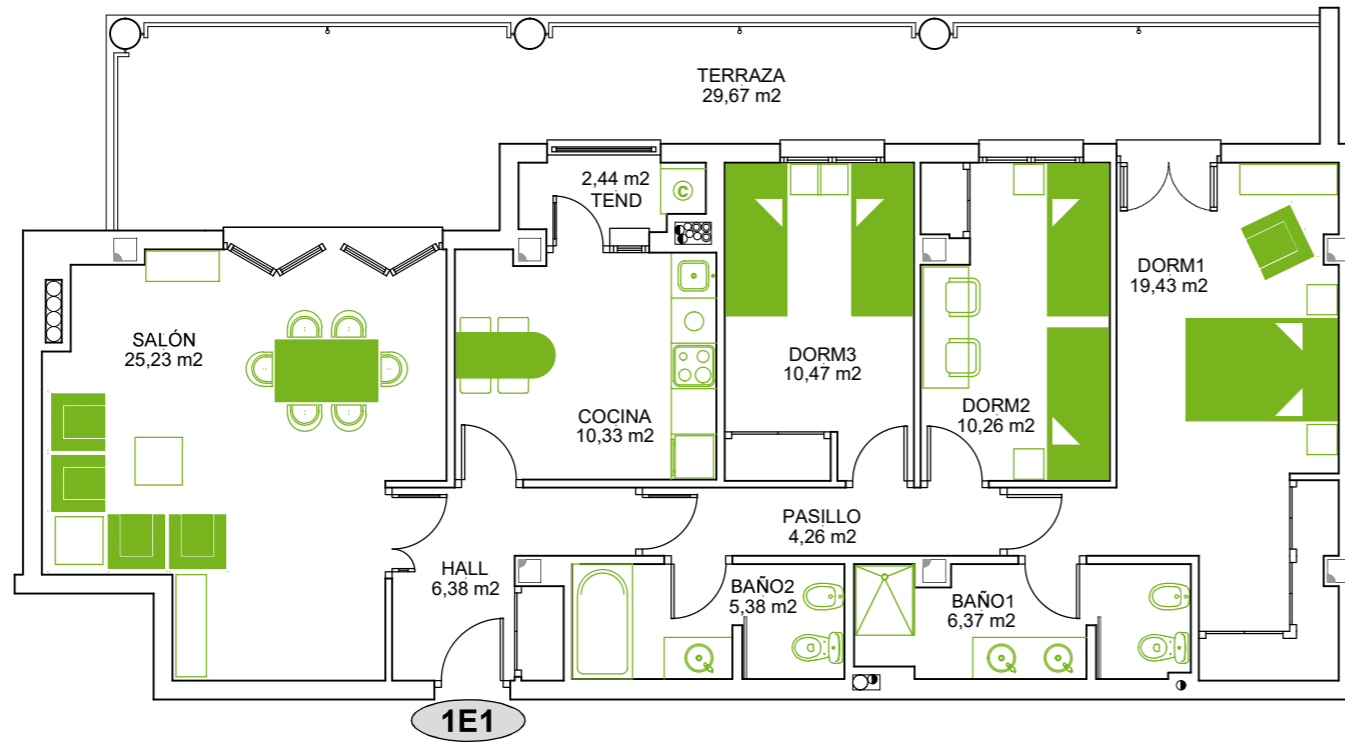 TERRAZA
29,67 m2
2,44 m2
TEND
C
SALÓN
25,23 m2
COCINA
10,33 m2
DORM3
10,47 m2
DORM2
10,26 m2
DORM1
19,43 m2
PASILLO
4,26 m2
HALL
6,38 m2
BAÑO2
5,38 m2
BAÑO1
6,37 m2
1E1